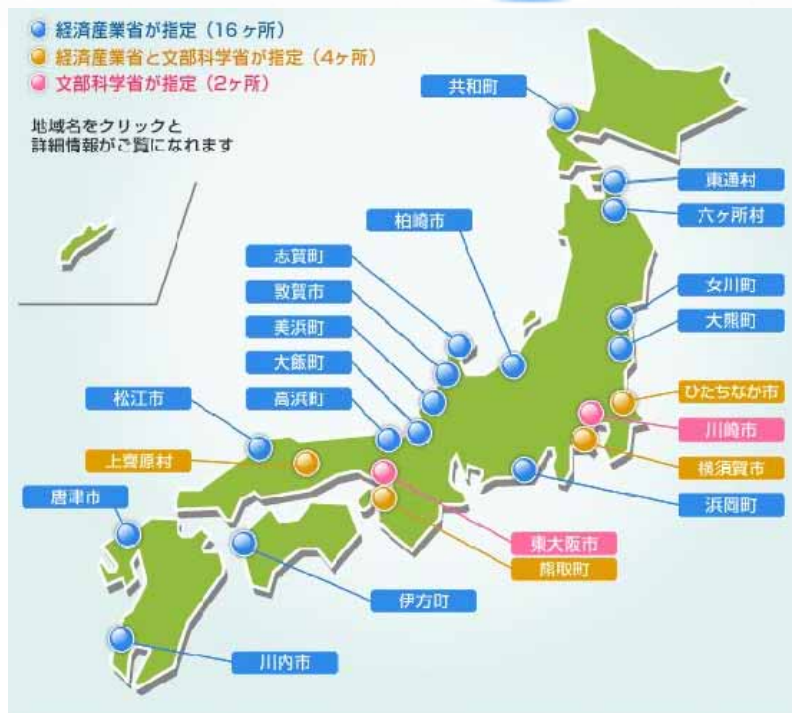 経済産業省が指定（16ヶ所）
経済産業省と文部科学省が指定（4ヶ所）
文部科学省が指定（2ヶ所）
地域名をクリックと
詳細情報がご覧になれます
共和町
東通村
六ヶ所村
柏崎市
志賀町
敦賀市
美浜町
大飯町
高浜町
女川町
大熊町
ひたちなか市
川崎市
横須賀市
浜岡町
松江市
上齋原村
唐津市
東大阪市
熊取町
伊方町
川内市